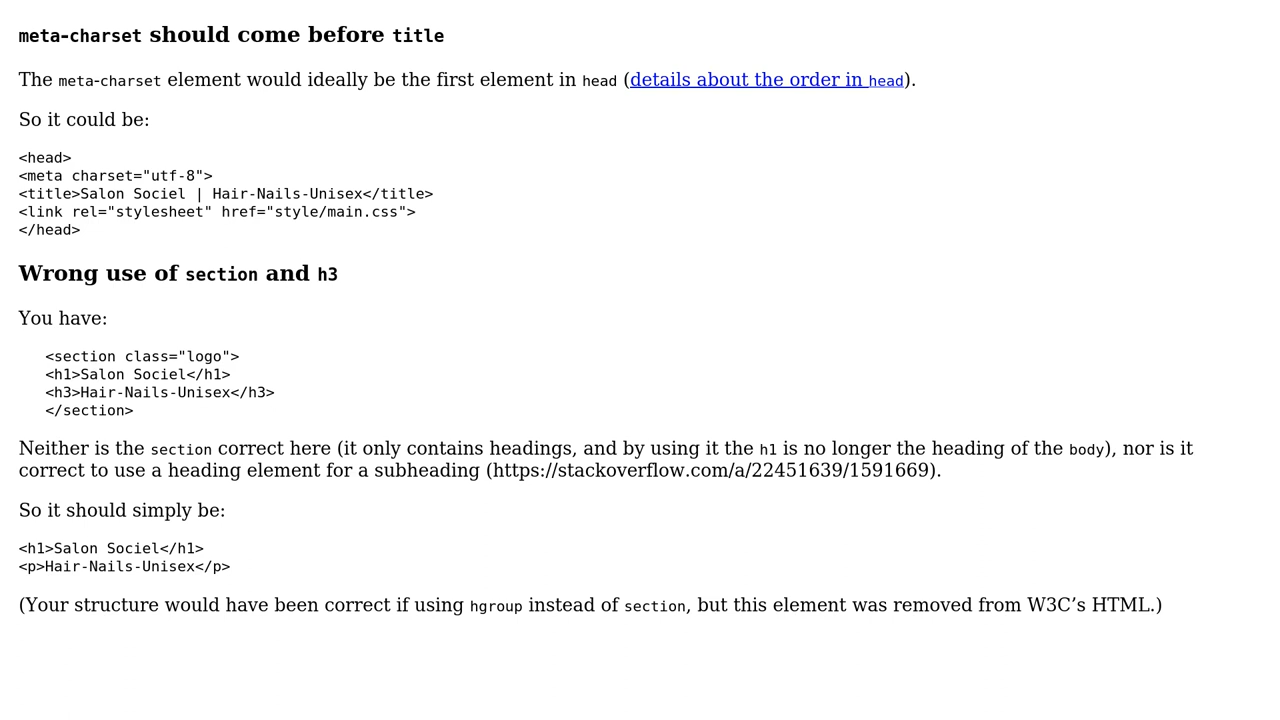 meta-charset should come before title
The meta-charset element would ideally be the first element in head (details about the order in head).
So it could be:
<head>
<meta charset="utf-8">
<title>Salon Sociel | Hair-Nails-Unisex</title>
<link rel="stylesheet" href="style/main.css">
</head>
Wrong use of section and h3
You have:
<section class="logo">
<h1>Salon Sociel</h1>
<h3>Hair-Nails-Unisex</h3>
</section>
Neither is the section correct here (it only contains headings, and by using it the h1 is no longer the heading of the body), nor is it
correct to use a heading element for a subheading (https://stackoverflow.com/a/22451639/1591669).
So it should simply be:
<h1>Salon Sociel</h1>
<p>Hair-Nails-Unisex</p>
(Your structure would have been correct if using hgroup instead of section, but this element was removed from W3C’s HTML.)